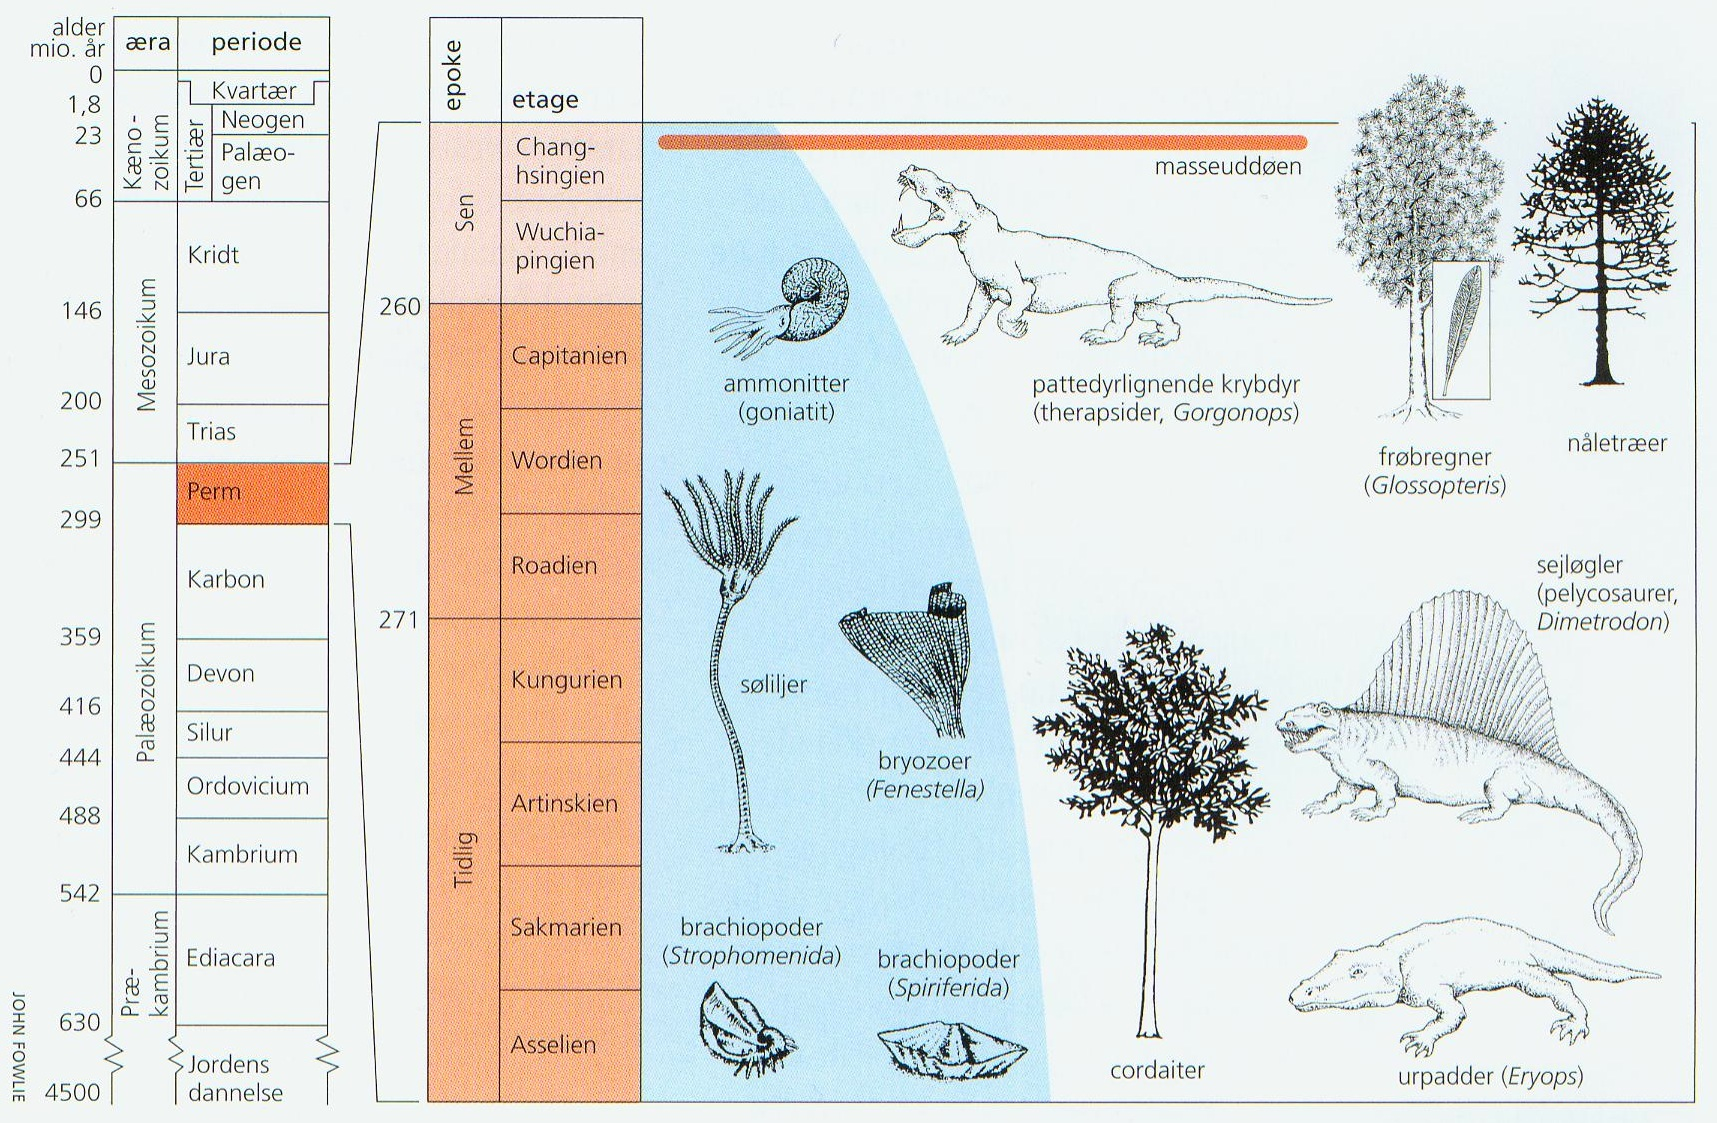 alder
mio. år
æra
periode
0
1,8
23
66
146
200
251
299
359
416
444
488
542
630
4500
Kæno-
zoikum
Mesozoikum
Palæozoikum
Præ-
kambrium
Tertiær
Kvartær
Neogen
Palæo-
gen
Kridt
Jura
Trias
Perm
Karbon
Devon
Silur
Ordovicium
Kambrium
Ediacara
Jordens
dannelse
JOHN FOWLIE
epoke
etage
260
271
Sen
Mellem
Tidlig
Chang-
hsingien
Wuchia-
pingien
Capitanien
Wordien
Roadien
Kungurien
Artinskien
Sakmarien
Asselien
masseuddøen
ammonitter
(goniatit)
pattedyrlignende krybdyr
(therapsider, Gorgonops)
frøbregner
(Glossopteris)
nåletræer
søliljer
bryozoer
(Fenestella)
sejløgler
(pelycosaurer,
Dimetrodon)
brachiopoder
(Strophomenida)
brachiopoder
(Spiriferida)
cordaiter
urpadder (Eryops)